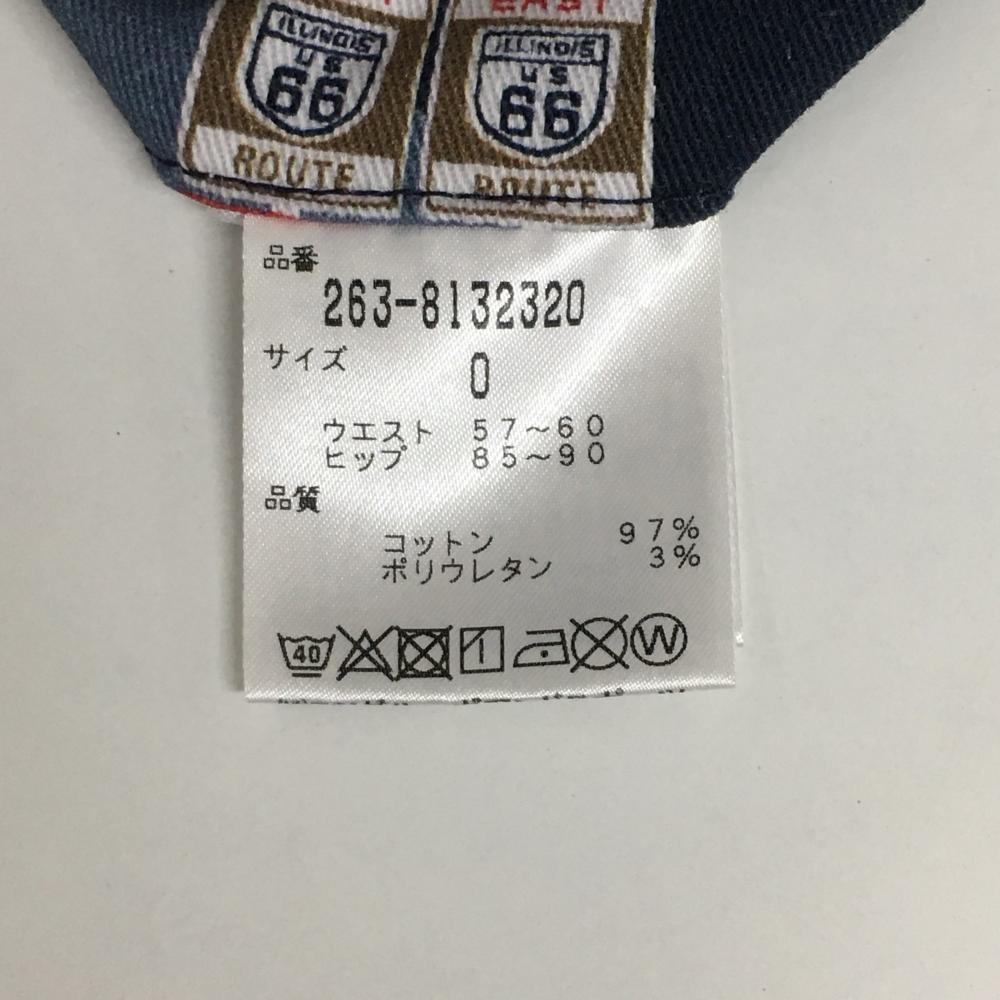 EAST
ILLINOIS ILLINOIS
US US
66 66
ROUTE ROUTE
品番
263-8132320
サイズ
0
ウエスト 57~60
ヒップ 85~90
品質
コットン 97%
ポリウレタン 3%
40 W